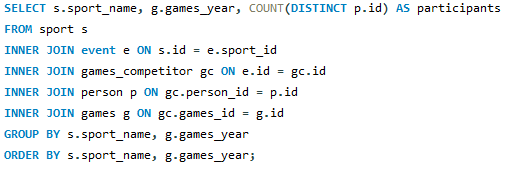 SELECT s.sport_name, g.games_year, COUNT(DISTINCT p.id) AS participants
FROM sport s
INNER JOIN event e ON s.id = e.sport_id
INNER JOIN games_competitor gc ON e.id = gc.id
INNER JOIN person p ON gc.person_id = p.id
INNER JOIN games g ON gc.games_id = g.id
GROUP BY s.sport_name, g.games_year
ORDER BY s.sport_name, g.games_year;